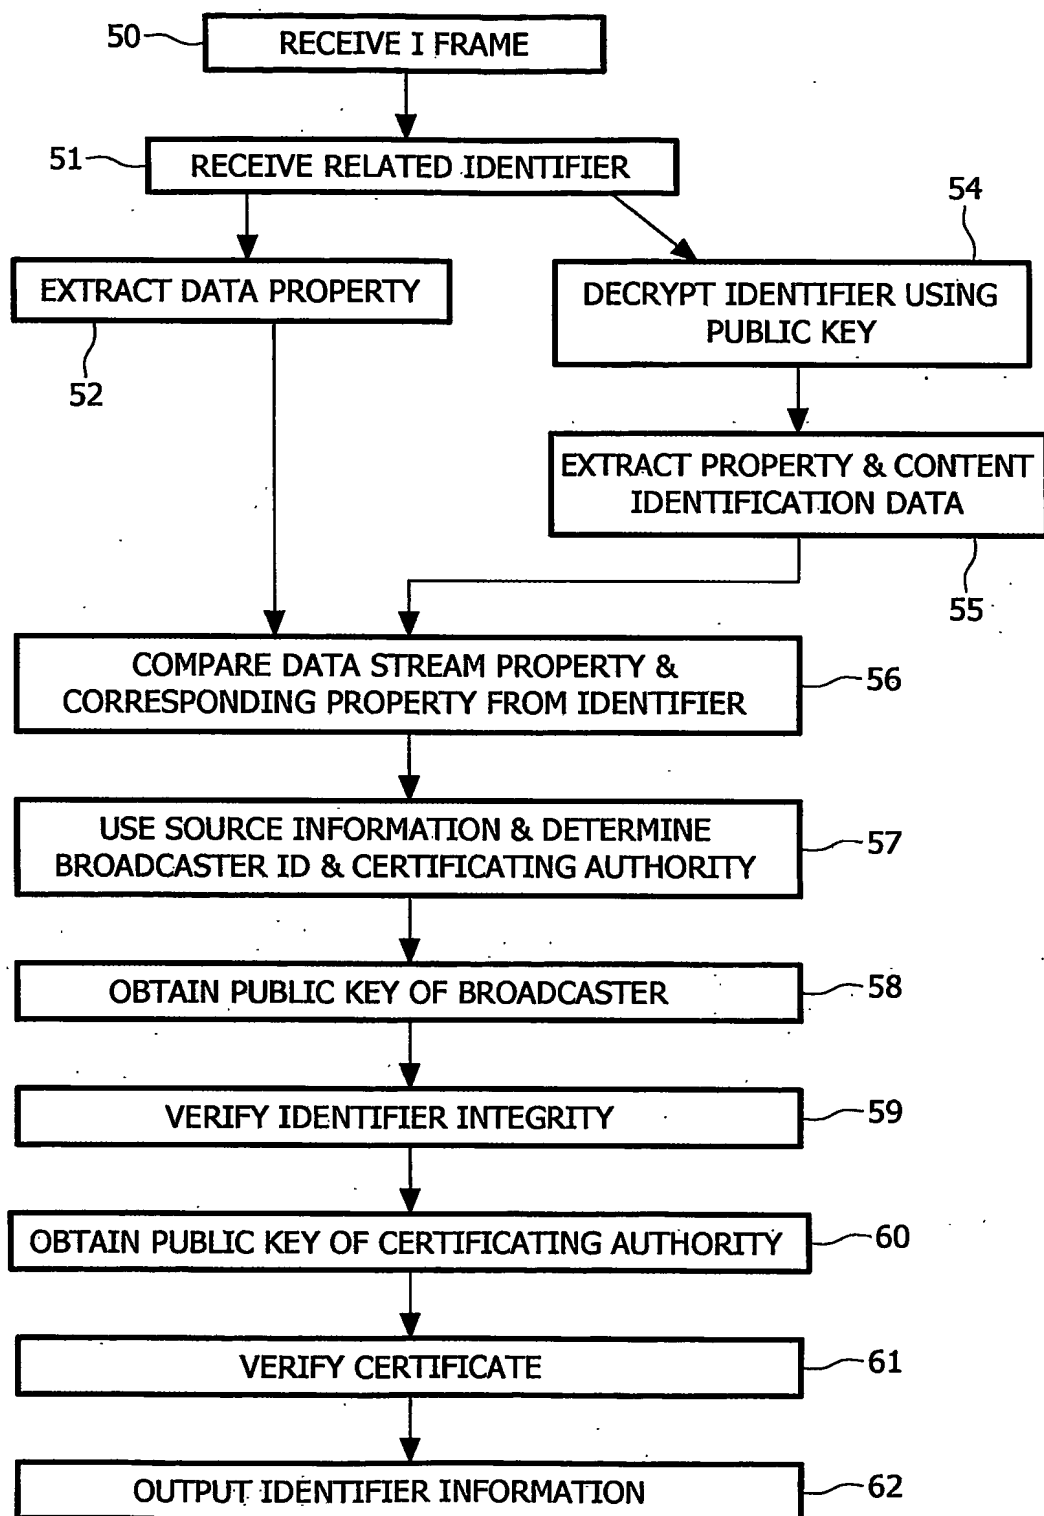 50
RECEIVE I FRAME
51
RECEIVE RELATED IDENTIFIER
54
EXTRACT DATA PROPERTY
52
DECRYPT IDENTIFIER USING
PUBLIC KEY
EXTRACT PROPERTY & CONTENT
IDENTIFICATION DATA
55
COMPARE DATA STREAM PROPERTY &
CORRESPONDING PROPERTY FROM IDENTIFIER
56
USE SOURCE INFORMATION & DETERMINE
BROADCASTER ID & CERTIFICATING AUTHORITY
57
OBTAIN PUBLIC KEY OF BROADCASTER
58
VERIFY IDENTIFIER INTEGRITY
59
OBTAIN PUBLIC KEY OF CERTIFICATING AUTHORITY
60
VERIFY CERTIFICATE
61
OUTPUT IDENTIFIER INFORMATION
62